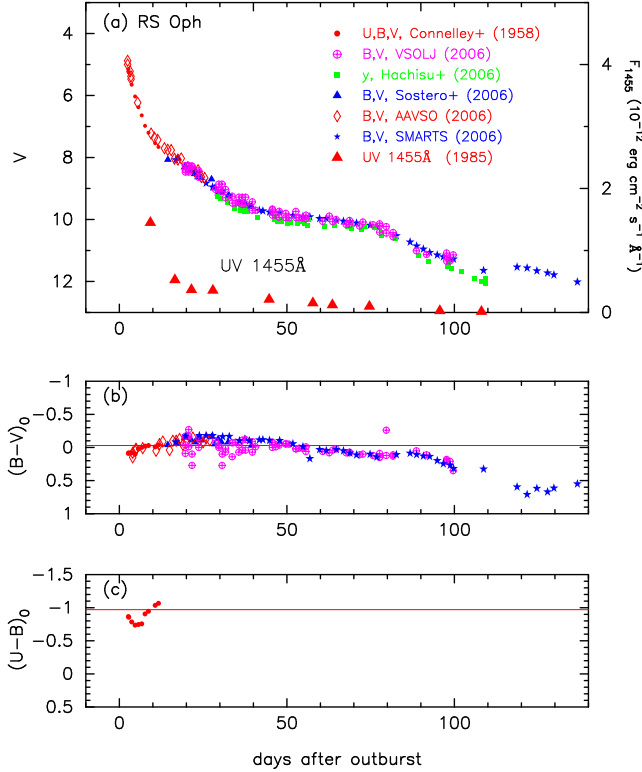 (a) RS Oph
U,B,V, Connelley+ (1958)
B,V, VSOLJ (2006)
y, Hachisu+ (2006)
B,V, Sostero+ (2006)
B,V, AAVSO (2006)
B,V, SMARTS (2006)
UV 1455Å (1985)
UV 1455Å
V
4
6
8
10
12
F1455 (10−12 erg cm−2 s−1 Å−1)
4
2
0
0 50 100
(b)
(B−V)0
−1
−0.5
0
0.5
1
(c)
(U−B)0
−1.5
−1
−0.5
0
0.5
0 50 100
days after outburst